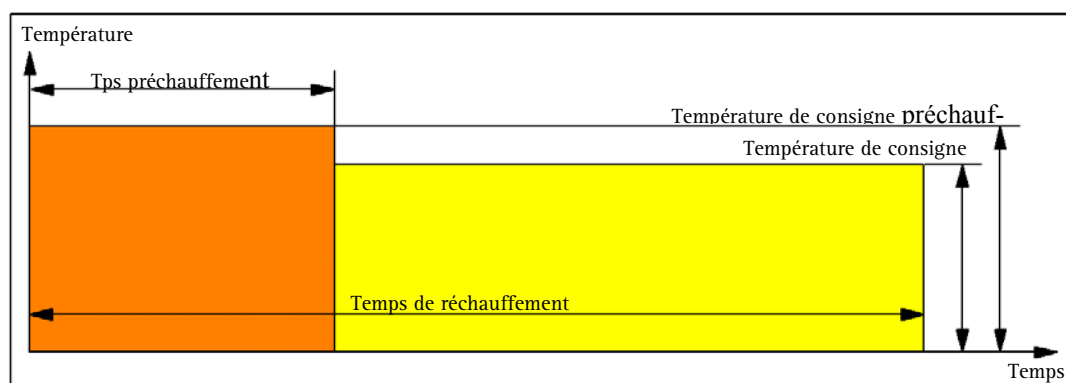 Température
Tps préchauffement
Température de consigne préchauf-
Température de consigne
Temps de réchauffement
Temps